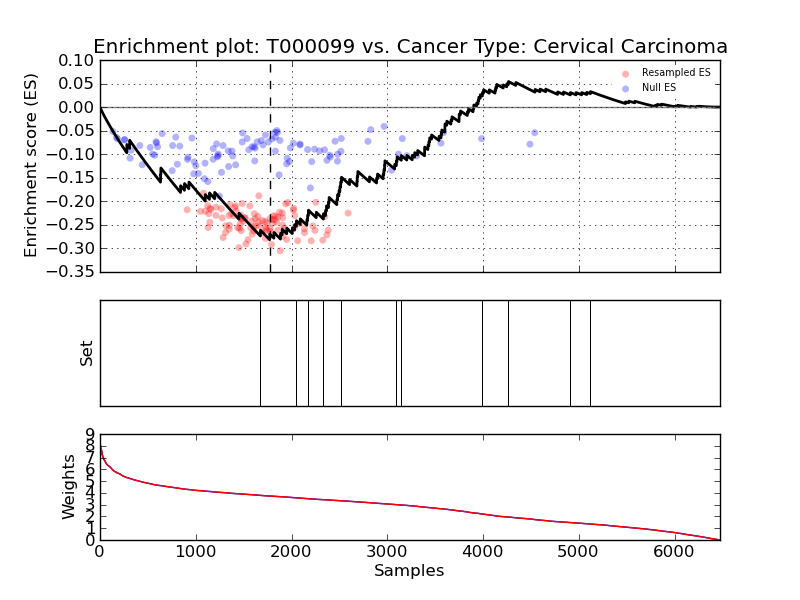 Enrichment plot: T000099 vs. Cancer Type: Cervical Carcinoma
Enrichment score (ES)
0.10
0.05
0.00
−0.05
−0.10
−0.15
−0.20
−0.25
−0.30
−0.35
Resampled ES
Null ES
Set
Weights
9
8
7
6
5
4
3
2
1
0
0 1000 2000 3000 4000 5000 6000
Samples